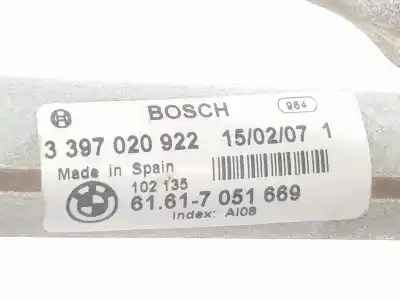 BOSCH 984
3 397 020 922 15/02/07 1
Made in Spain
102 135
61.61-7 051 669
Index: AI08